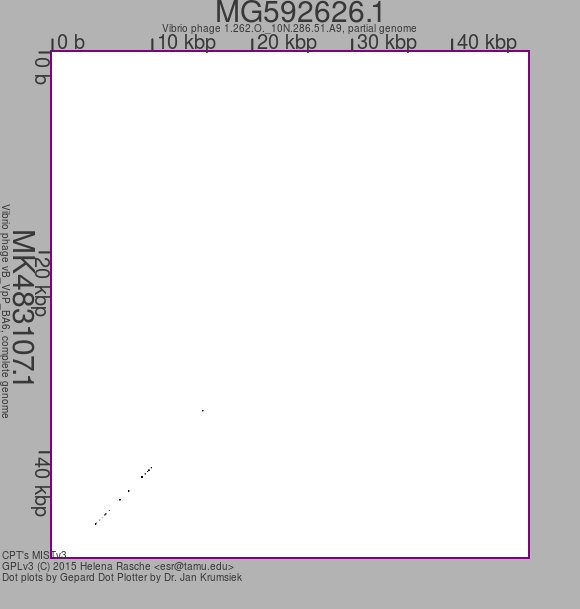 MG592626.1
Vibrio phage 1.262.O._10N.286.51.A9, partial genome
0 b 10 kbp 20 kbp 30 kbp 40 kbp
0 b
20 kbp
40 kbp
MK483107.1
Vibrio phage vB_VpP_BA6, complete genome
CPT's MISTv3
GPLv3 (C) 2015 Helena Rasche <esr@tamu.edu>
Dot plots by Gepard Dot Plotter by Dr. Jan Krumsiek